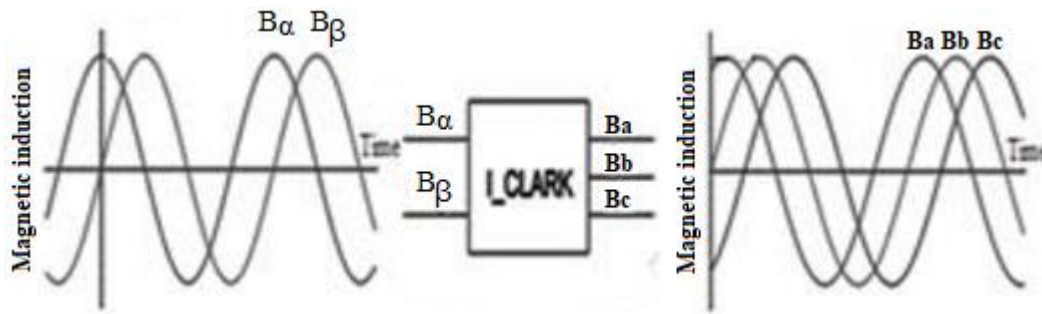 Magnetic induction
Bα Bβ
Time
Bα
Bβ
I_CLARK
Ba
Bb
Bc
Magnetic induction
Ba Bb Bc
Time